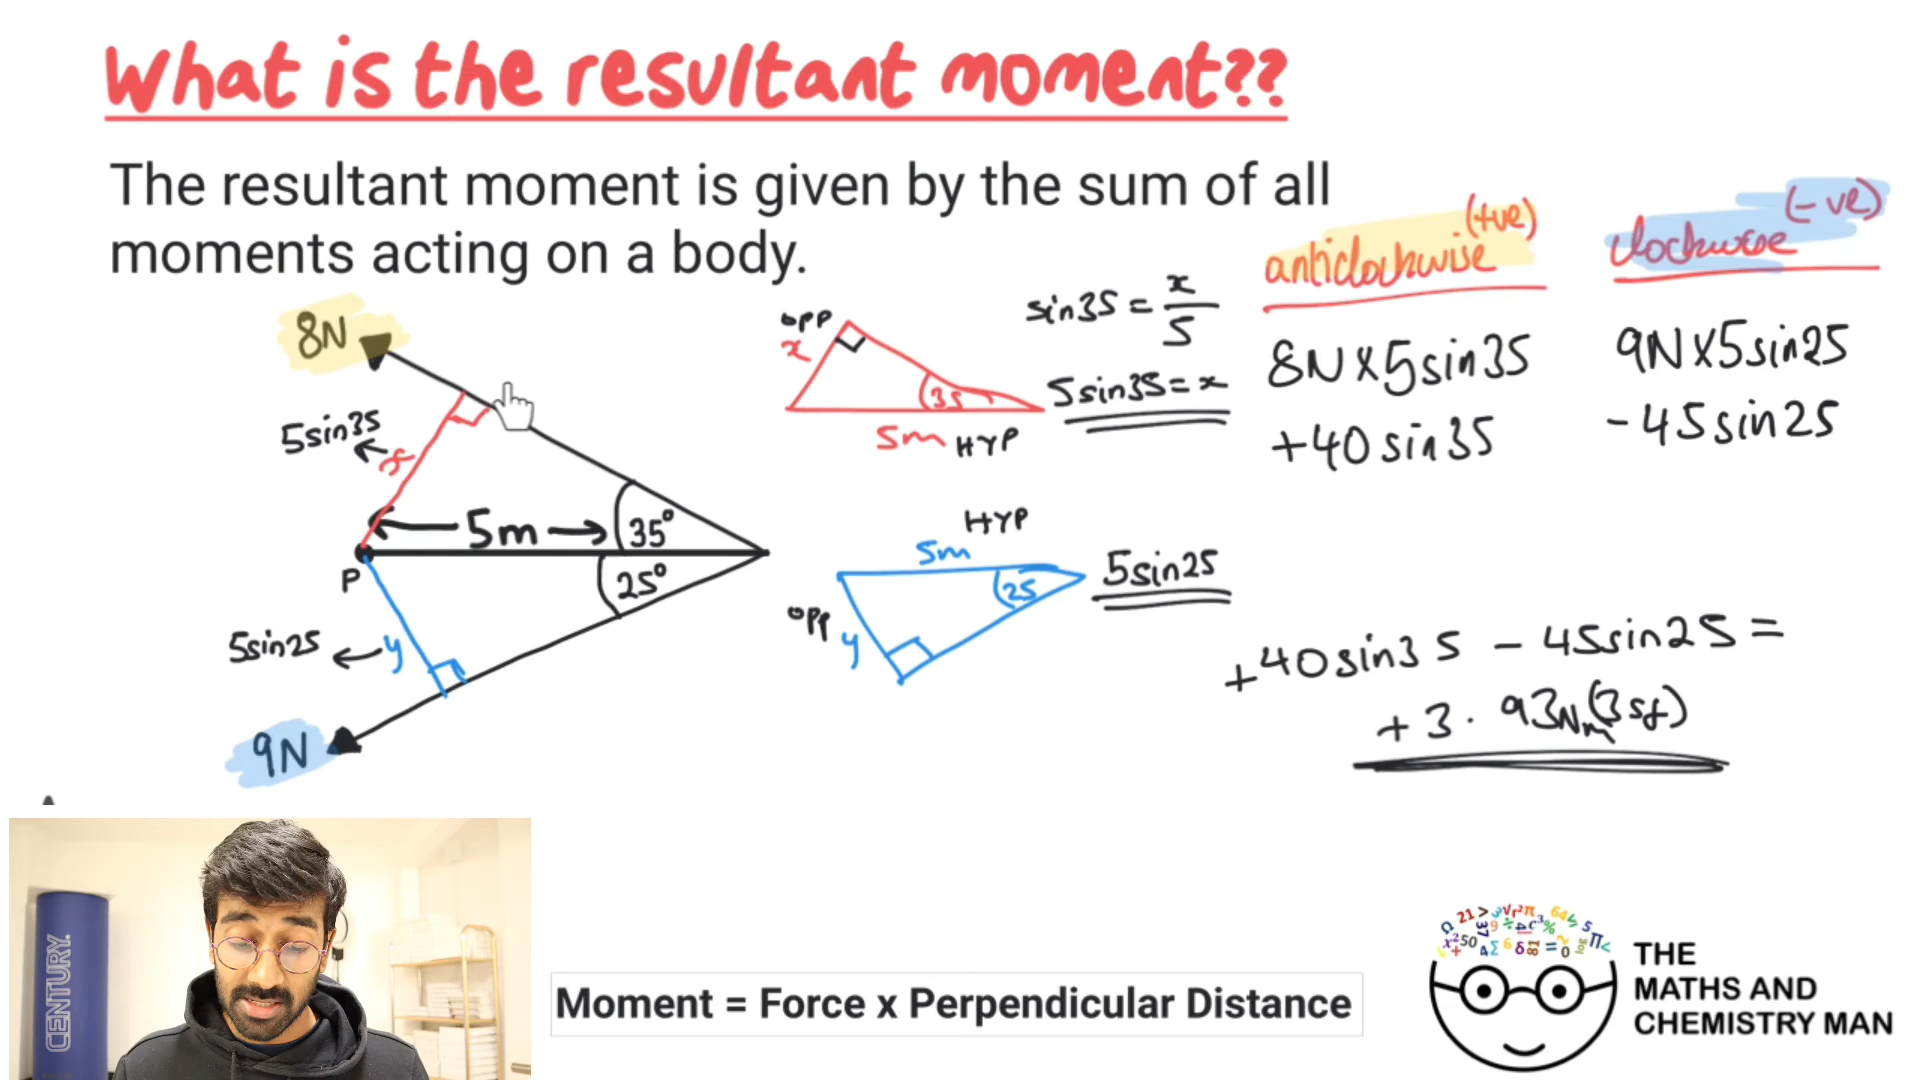 What is the resultant moment??
The resultant moment is given by the sum of all
moments acting on a body.
anticlockwise (+ve)
clockwise (-ve)
8N
5sin35
x
5m
35°
P
25°
5sin25
y
9N
opp
x
35
5m HYP
sin35 = x/5
5sin35 = x
HYP
5m
25
opp
y
5sin25
8N x 5sin35
+40sin35
9N x 5sin25
-45sin25
+40sin35 - 45sin25 =
+3.93Nm (3sf)
CENTURY.
Moment = Force x Perpendicular Distance
THE
MATHS AND
CHEMISTRY MAN